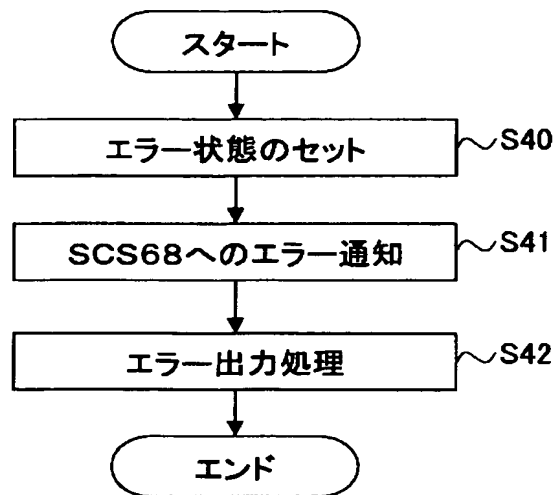 スタート
エラー状態のセット
S40
SCS68へのエラー通知
S41
エラー出力処理
S42
エンド